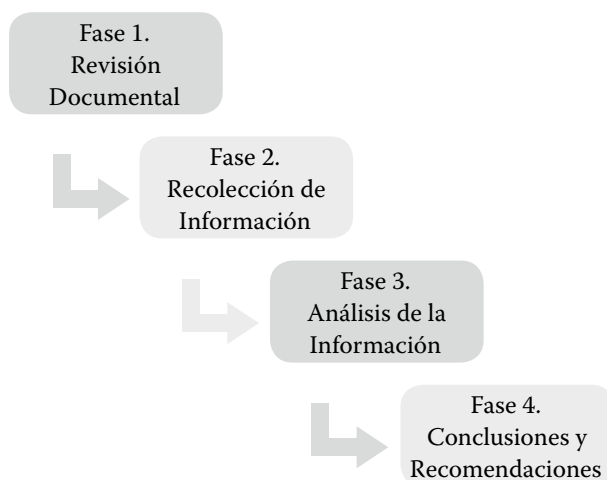 Fase 1.
Revisión
Documental
Fase 2.
Recolección de
Información
Fase 3.
Análisis de la
Información
Fase 4.
Conclusiones y
Recomendaciones